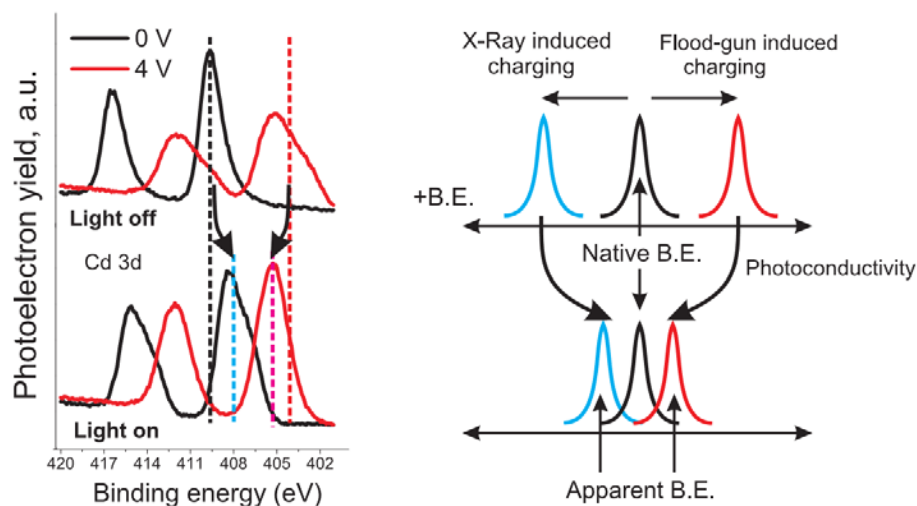 0 V
4 V
Photoelectron yield, a.u.
Light off
Cd 3d
Light on
420 417 414 411 408 405 402
Binding energy (eV)
X-Ray induced
charging
Flood-gun induced
charging
+B.E.
Native B.E.
Photoconductivity
Apparent B.E.